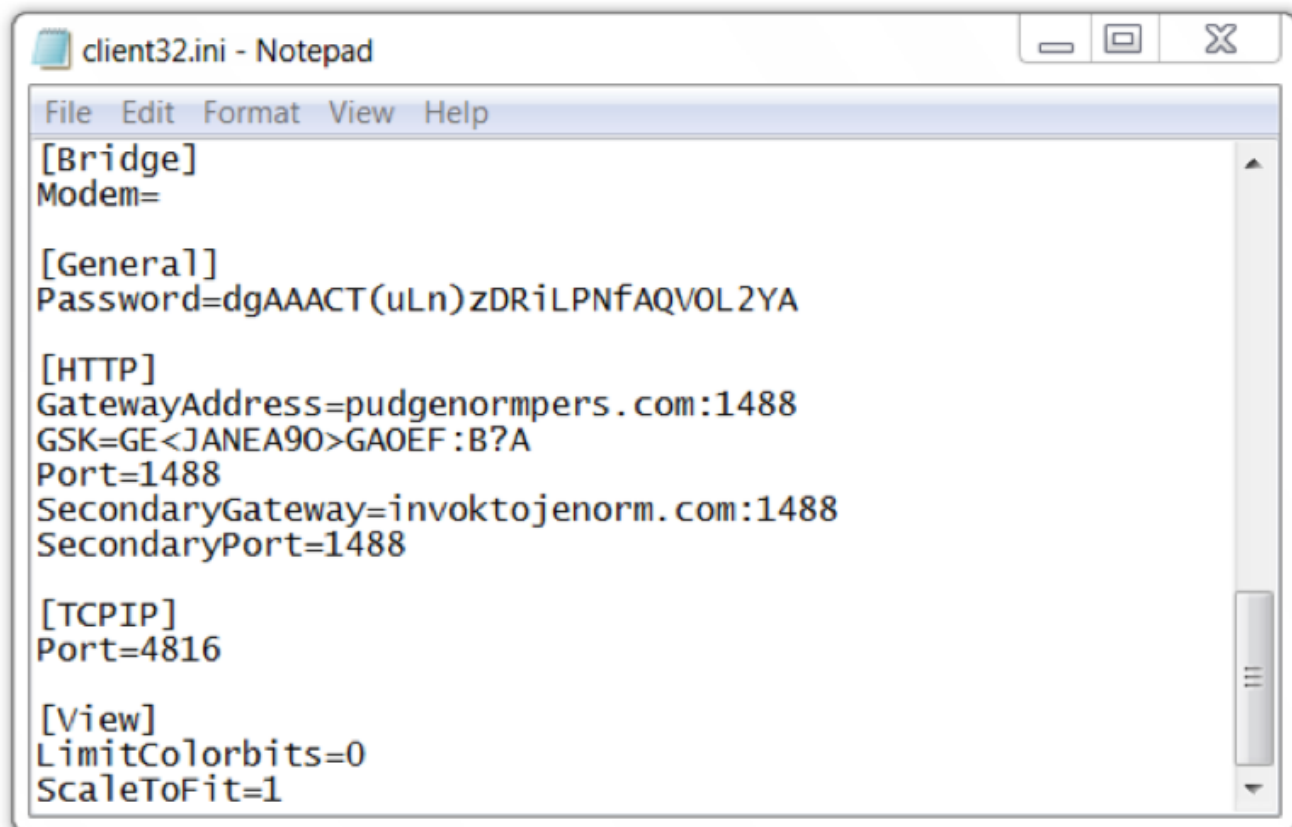 client32.ini - Notepad
File Edit Format View Help
[Bridge]
Modem=
[General]
Password=dgAAACT(uLn)zDRiLPNfAQVOL2YA
[HTTP]
GatewayAddress=pudgenormpers.com:1488
GSK=GE<JANEA9O>GAOEF:B?A
Port=1488
SecondaryGateway=invoktojenorm.com:1488
SecondaryPort=1488
[TCPIP]
Port=4816
[View]
LimitColorbits=0
ScaleToFit=1